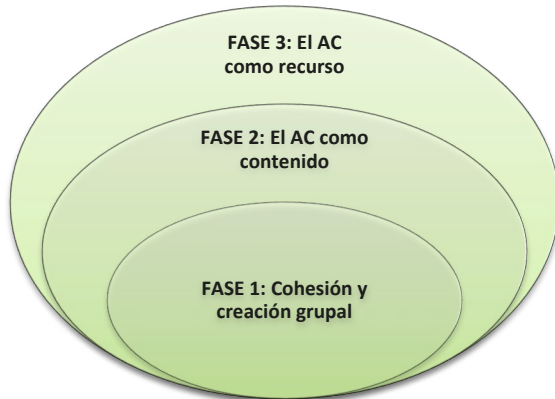 FASE 3: El AC
como recurso
FASE 2: El AC como
contenido
FASE 1: Cohesión y
creación grupal